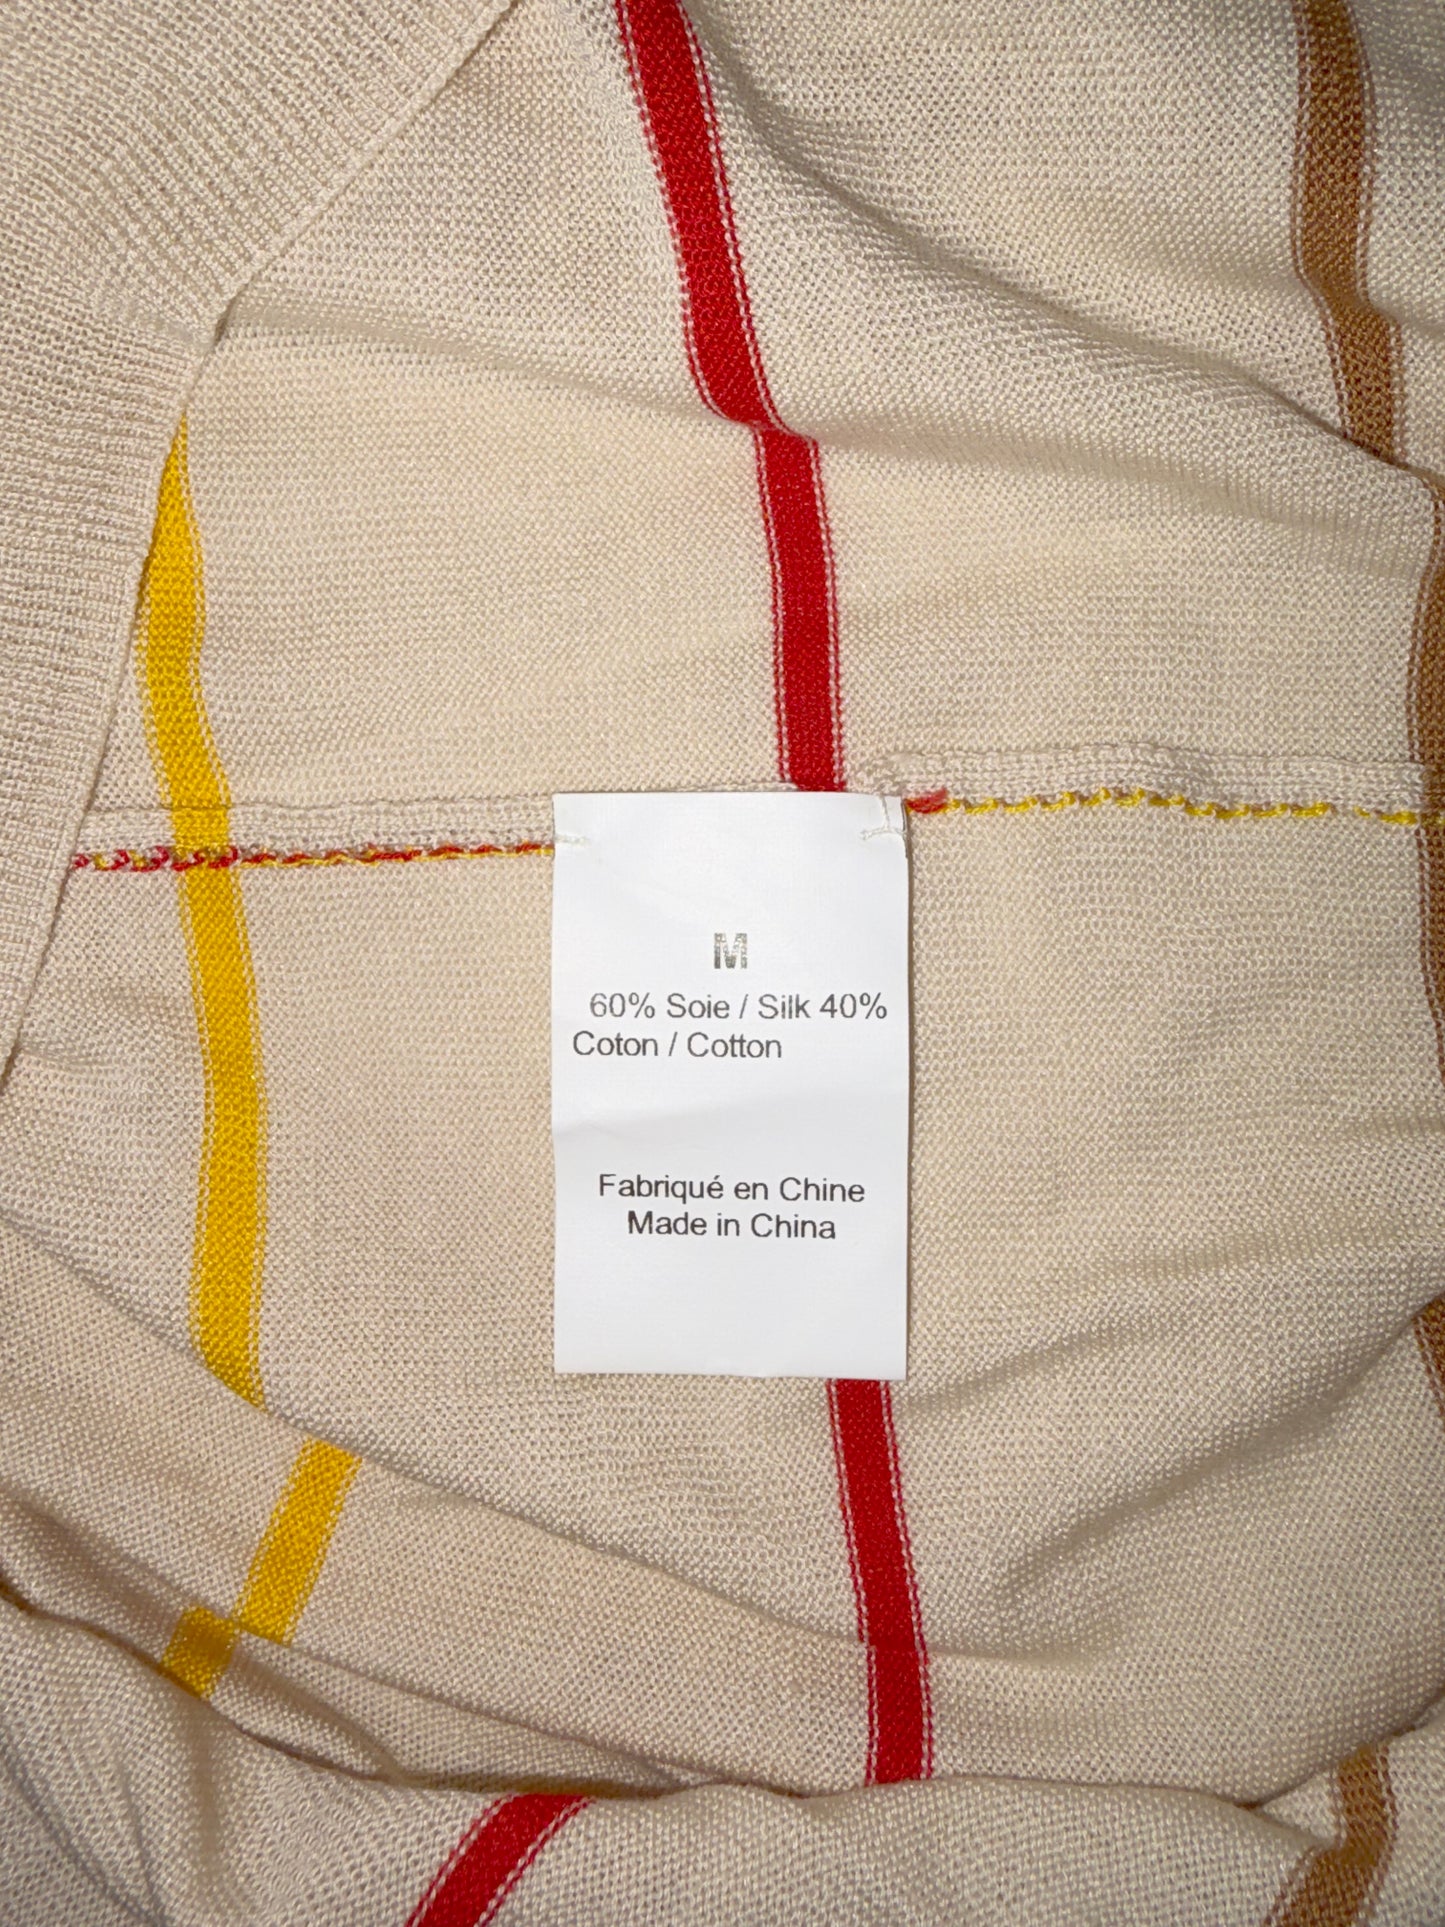 M
60% Soie / Silk 40%
Coton / Cotton
Fabriqué en Chine
Made in China